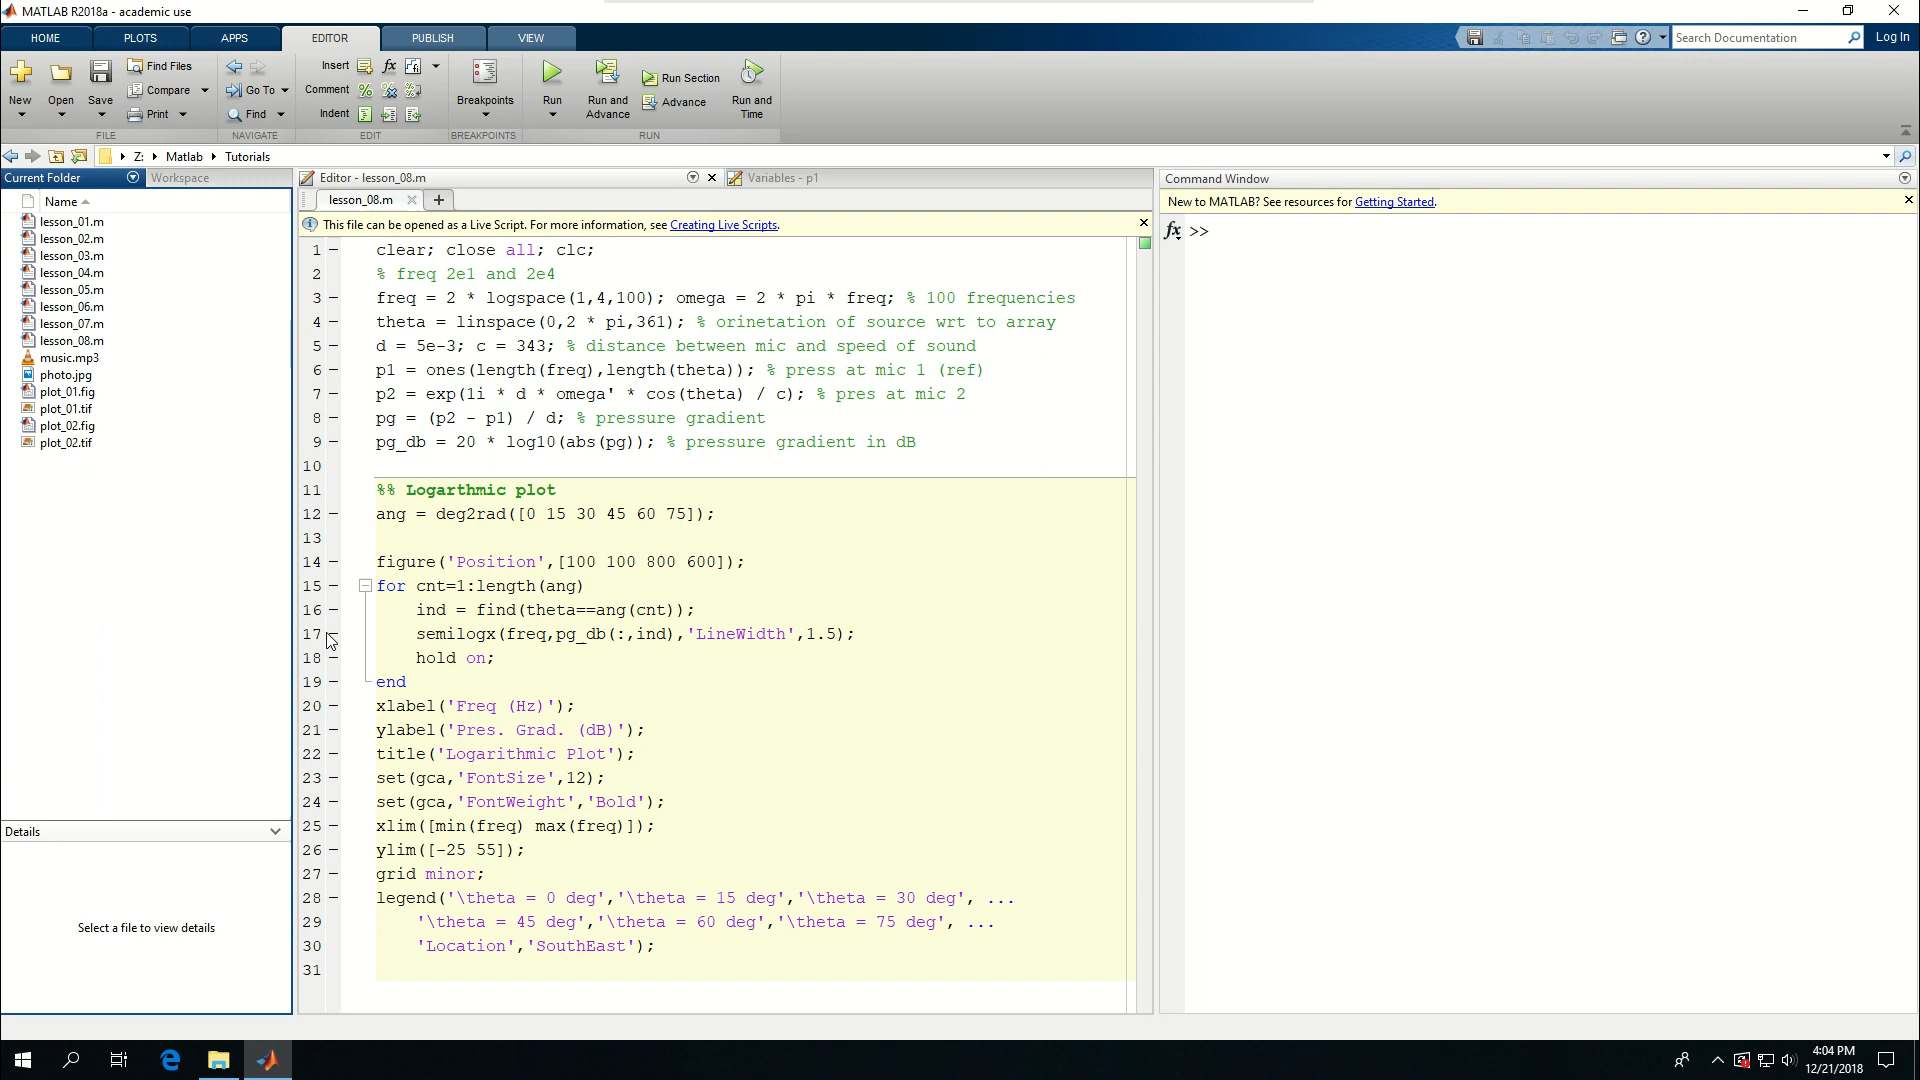 MATLAB R2018a - academic use
HOME PLOTS APPS EDITOR PUBLISH VIEW
Search Documentation
Log In
New
Open
Save
Find Files
Compare
Print
FILE
Go To
Find
NAVIGATE
Insert
Comment
Indent
EDIT
Breakpoints
BREAKPOINTS
Run
Run and Advance
Run Section
Advance
Run and Time
RUN
Z: Matlab Tutorials
Current Folder
Workspace
Name
lesson_01.m
lesson_02.m
lesson_03.m
lesson_04.m
lesson_05.m
lesson_06.m
lesson_07.m
lesson_08.m
music.mp3
photo.jpg
plot_01.fig
plot_01.tif
plot_02.fig
plot_02.tif
Details
Select a file to view details
Editor - lesson_08.m
Variables - p1
lesson_08.m
This file can be opened as a Live Script. For more information, see Creating Live Scripts.
1 clear; close all; clc;
2 % freq 2e1 and 2e4
3 freq = 2 * logspace(1,4,100); omega = 2 * pi * freq; % 100 frequencies
4 theta = linspace(0,2 * pi,361); % orinetation of source wrt to array
5 d = 5e-3; c = 343; % distance between mic and speed of sound
6 p1 = ones(length(freq),length(theta)); % press at mic 1 (ref)
7 p2 = exp(1i * d * omega' * cos(theta) / c); % pres at mic 2
8 pg = (p2 - p1) / d; % pressure gradient
9 pg_db = 20 * log10(abs(pg)); % pressure gradient in dB
10
11 %% Logarthmic plot
12 ang = deg2rad([0 15 30 45 60 75]);
13
14 figure('Position',[100 100 800 600]);
15 for cnt=1:length(ang)
16 ind = find(theta==ang(cnt));
17 semilogx(freq,pg_db(:,ind),'LineWidth',1.5);
18 hold on;
19 end
20 xlabel('Freq (Hz)');
21 ylabel('Pres. Grad. (dB)');
22 title('Logarithmic Plot');
23 set(gca,'FontSize',12);
24 set(gca,'FontWeight','Bold');
25 xlim([min(freq) max(freq)]);
26 ylim([-25 55]);
27 grid minor;
28 legend('\theta = 0 deg','\theta = 15 deg','\theta = 30 deg', ...
29 '\theta = 45 deg','\theta = 60 deg','\theta = 75 deg', ...
30 'Location','SouthEast');
31
Command Window
New to MATLAB? See resources for Getting Started.
fx >>
4:04 PM
12/21/2018